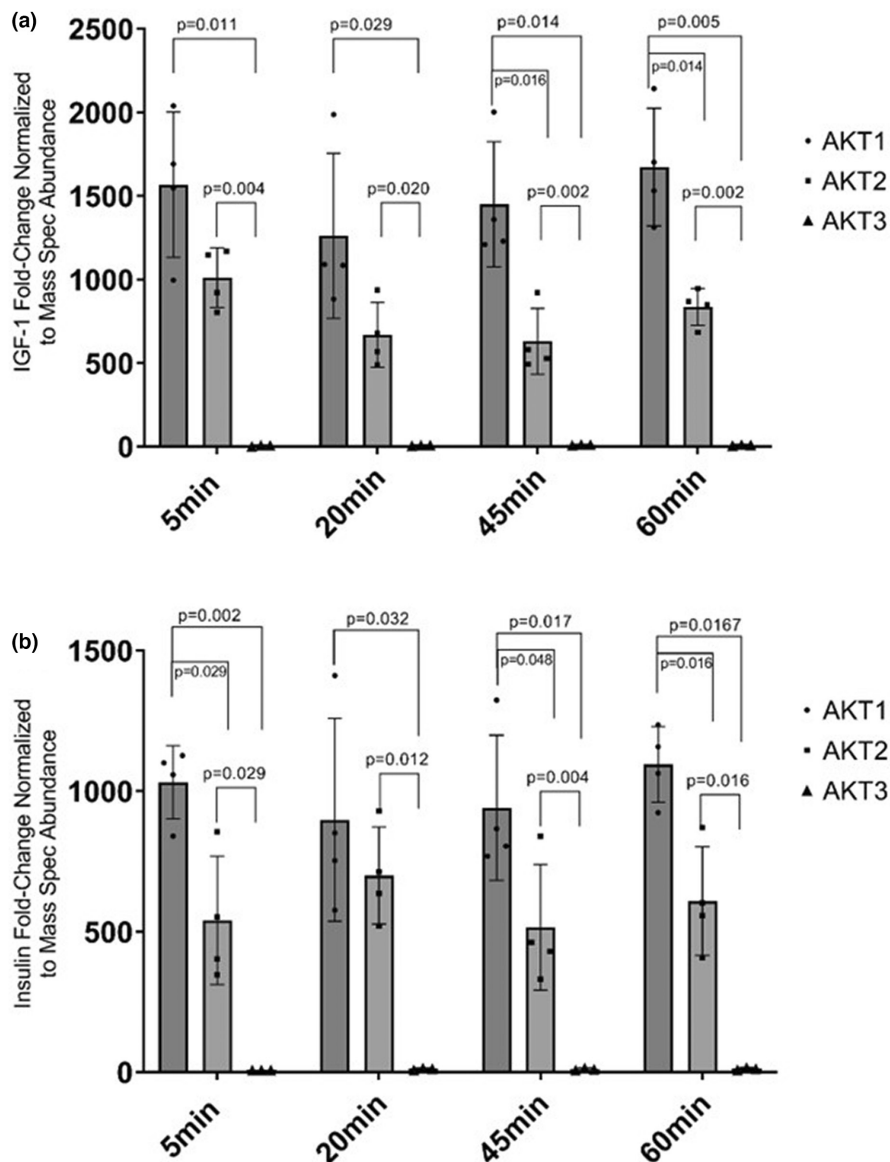 (a)
IGF-1 Fold-Change Normalized
to Mass Spec Abundance
2500
2000
1500
1000
500
0
p=0.011
p=0.029
p=0.014
p=0.005
p=0.016
p=0.014
p=0.004
p=0.020
p=0.002
p=0.002
AKT1
AKT2
AKT3
5min
20min
45min
60min
(b)
Insulin Fold-Change Normalized
to Mass Spec Abundance
1500
1000
500
0
p=0.002
p=0.032
p=0.017
p=0.0167
p=0.029
p=0.048
p=0.016
p=0.029
p=0.012
p=0.004
p=0.016
AKT1
AKT2
AKT3
5min
20min
45min
60min